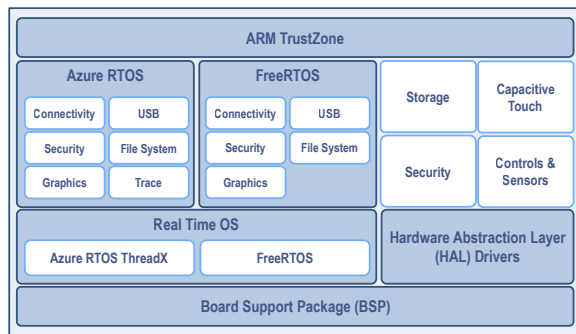 ARM TrustZone
Azure RTOS
Connectivity
USB
Security
File System
Graphics
Trace
FreeRTOS
Connectivity
USB
Security
File System
Graphics
Storage
Capacitive
Touch
Security
Controls &
Sensors
Real Time OS
Azure RTOS ThreadX
FreeRTOS
Hardware Abstraction Layer
(HAL) Drivers
Board Support Package (BSP)